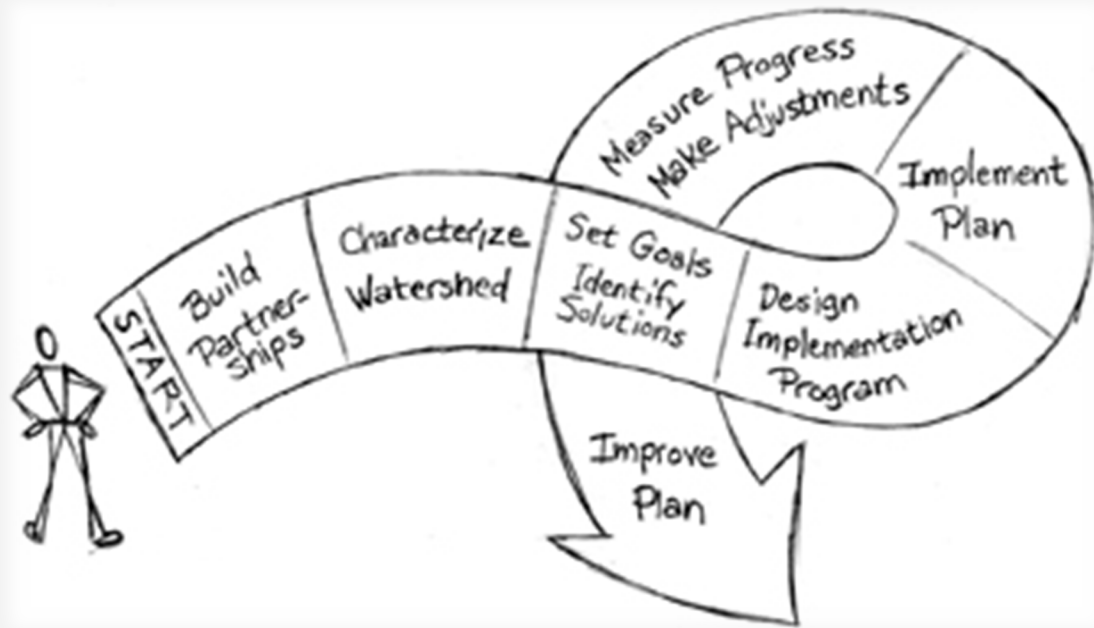 START
Build
Partner-
ships
Characterize
Watershed
Set Goals
Identify
Solutions
Design
Implementation
Program
Implement
Plan
Measure Progress
Make Adjustments
Improve
Plan